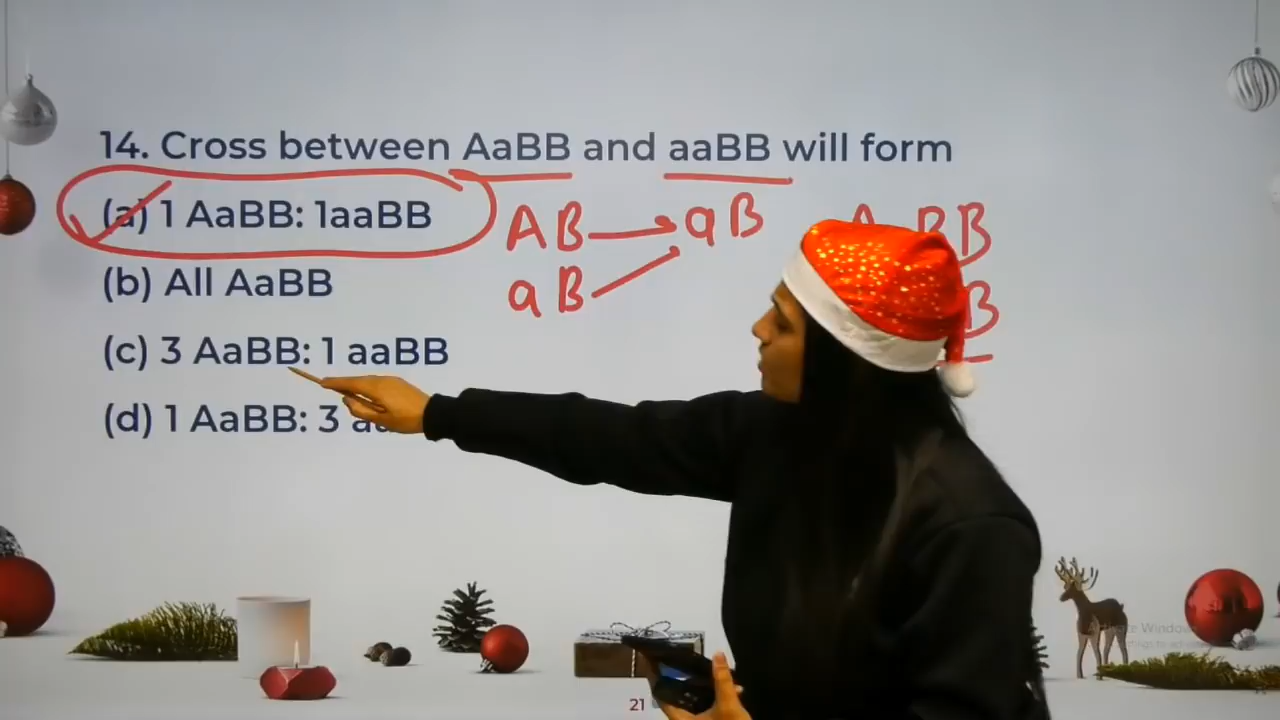 14. Cross between AaBB and aaBB will form
(a) 1 AaBB: 1aaBB
AB aB
BB
(b) All AaBB
aB
B
(c) 3 AaBB: 1 aaBB
(d) 1 AaBB: 3
21